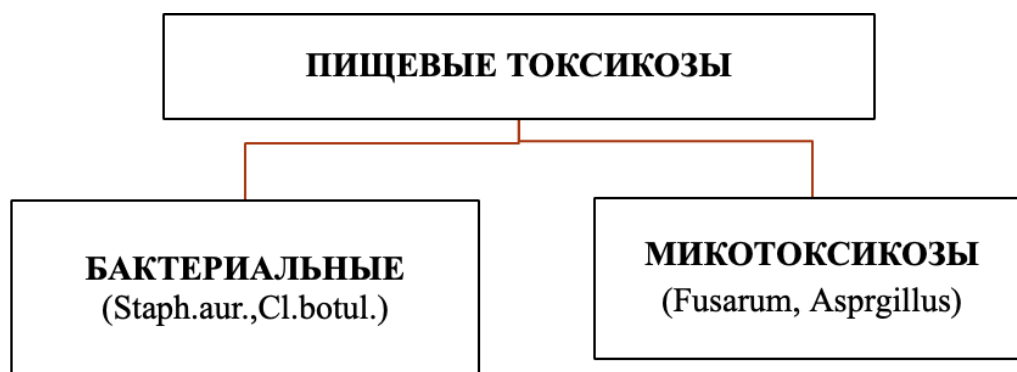 ПИЩЕВЫЕ ТОКСИКОЗЫ
БАКТЕРИАЛЬНЫЕ
(Staph.aur.,Cl.botul.)
МИКОТОКСИКОЗЫ
(Fusarum, Asprgillus)